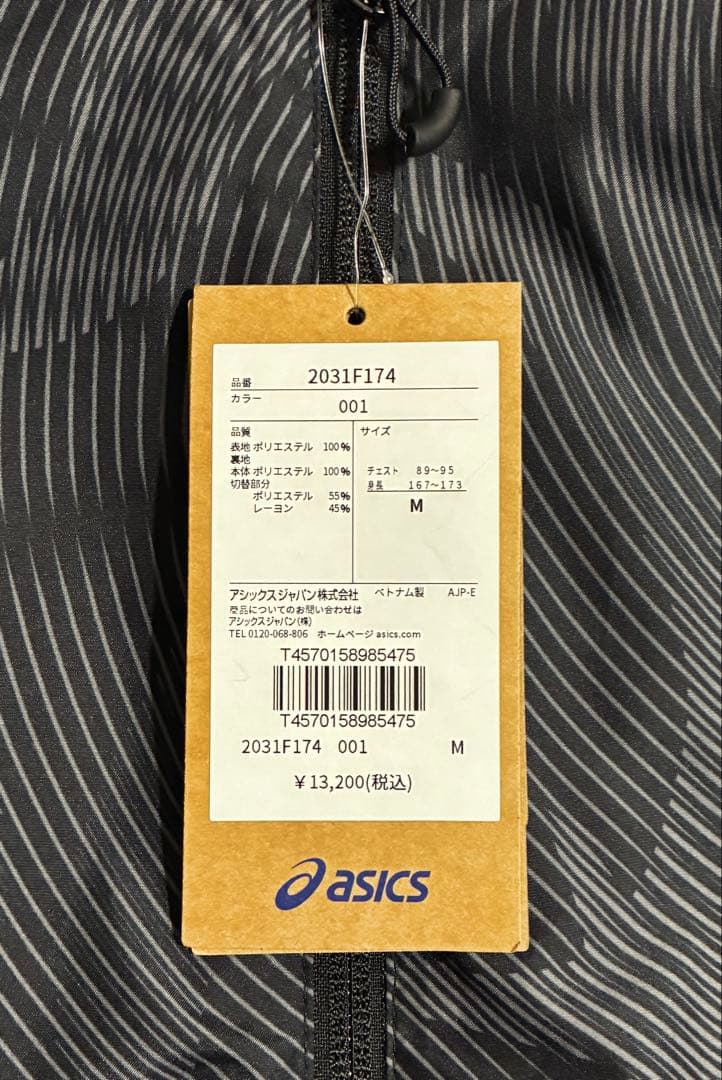 品番 2031F174
カラー 001
品質
表地 ポリエステル 100%
裏地
本体 ポリエステル 100%
切替部分
ポリエステル 55%
レーヨン 45%
サイズ
チェスト 89〜95
身長 167〜173
M
アシックスジャパン株式会社 ベトナム製 AJP-E
商品についてのお問い合わせは
アシックスジャパン(株)
TEL 0120-068-806 ホームページ asics.com
T4570158985475
T4570158985475
2031F174 001 M
¥13,200(税込)
asics